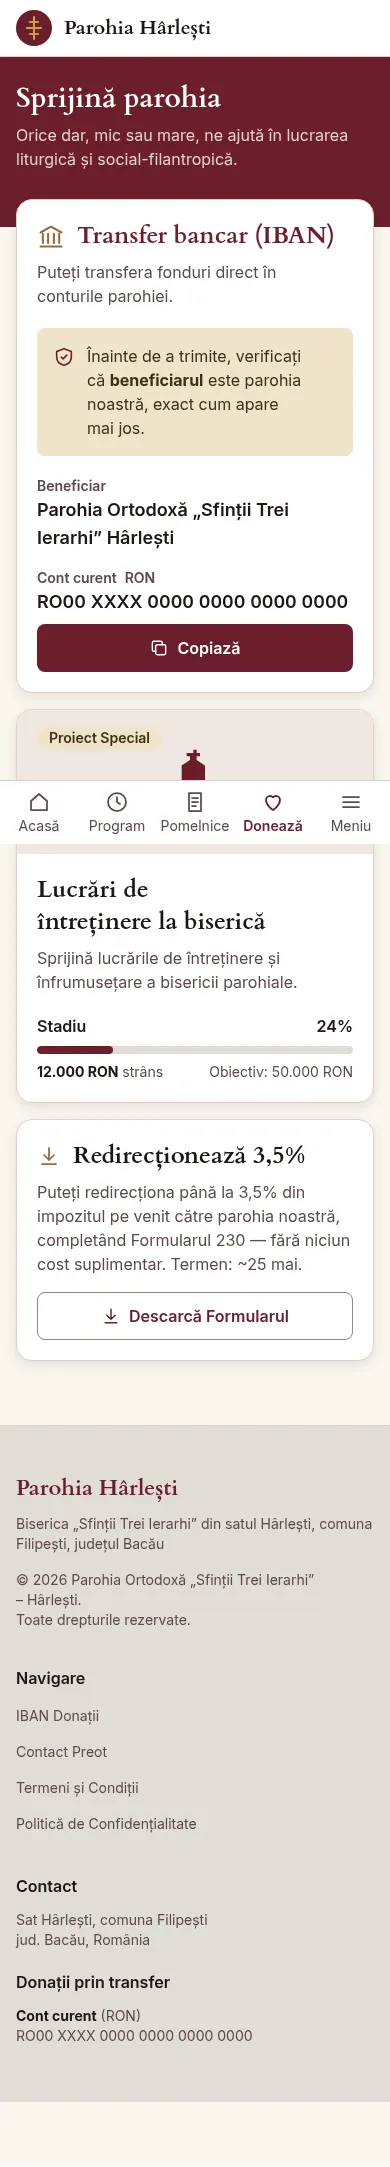 Parohia Hârlești
Sprijină parohia
Orice dar, mic sau mare, ne ajută în lucrarea
liturgică și social-filantropică.
Transfer bancar (IBAN)
Puteți transfera fonduri direct în
conturile parohiei.
Înainte de a trimite, verificați
că beneficiarul este parohia
noastră, exact cum apare
mai jos.
Beneficiar
Parohia Ortodoxă „Sfinții Trei
Ierarhi” Hârlești
Cont curent RON
RO00 XXXX 0000 0000 0000 0000
Copiază
Proiect Special
Acasă Program Pomelnice Donează Meniu
Lucrări de
întreținere la biserică
Sprijină lucrările de întreținere și
înfrumusețare a bisericii parohiale.
Stadiu 24%
12.000 RON strâns Obiectiv: 50.000 RON
Redirecționează 3,5%
Puteți redirecționa până la 3,5% din
impozitul pe venit către parohia noastră,
completând Formularul 230 — fără niciun
cost suplimentar. Termen: ~25 mai.
Descarcă Formularul
Parohia Hârlești
Biserica „Sfinții Trei Ierarhi” din satul Hârlești, comuna
Filipești, județul Bacău
© 2026 Parohia Ortodoxă „Sfinții Trei Ierarhi”
– Hârlești.
Toate drepturile rezervate.
Navigare
IBAN Donații
Contact Preot
Termeni și Condiții
Politică de Confidențialitate
Contact
Sat Hârlești, comuna Filipești
jud. Bacău, România
Donații prin transfer
Cont curent (RON)
RO00 XXXX 0000 0000 0000 0000